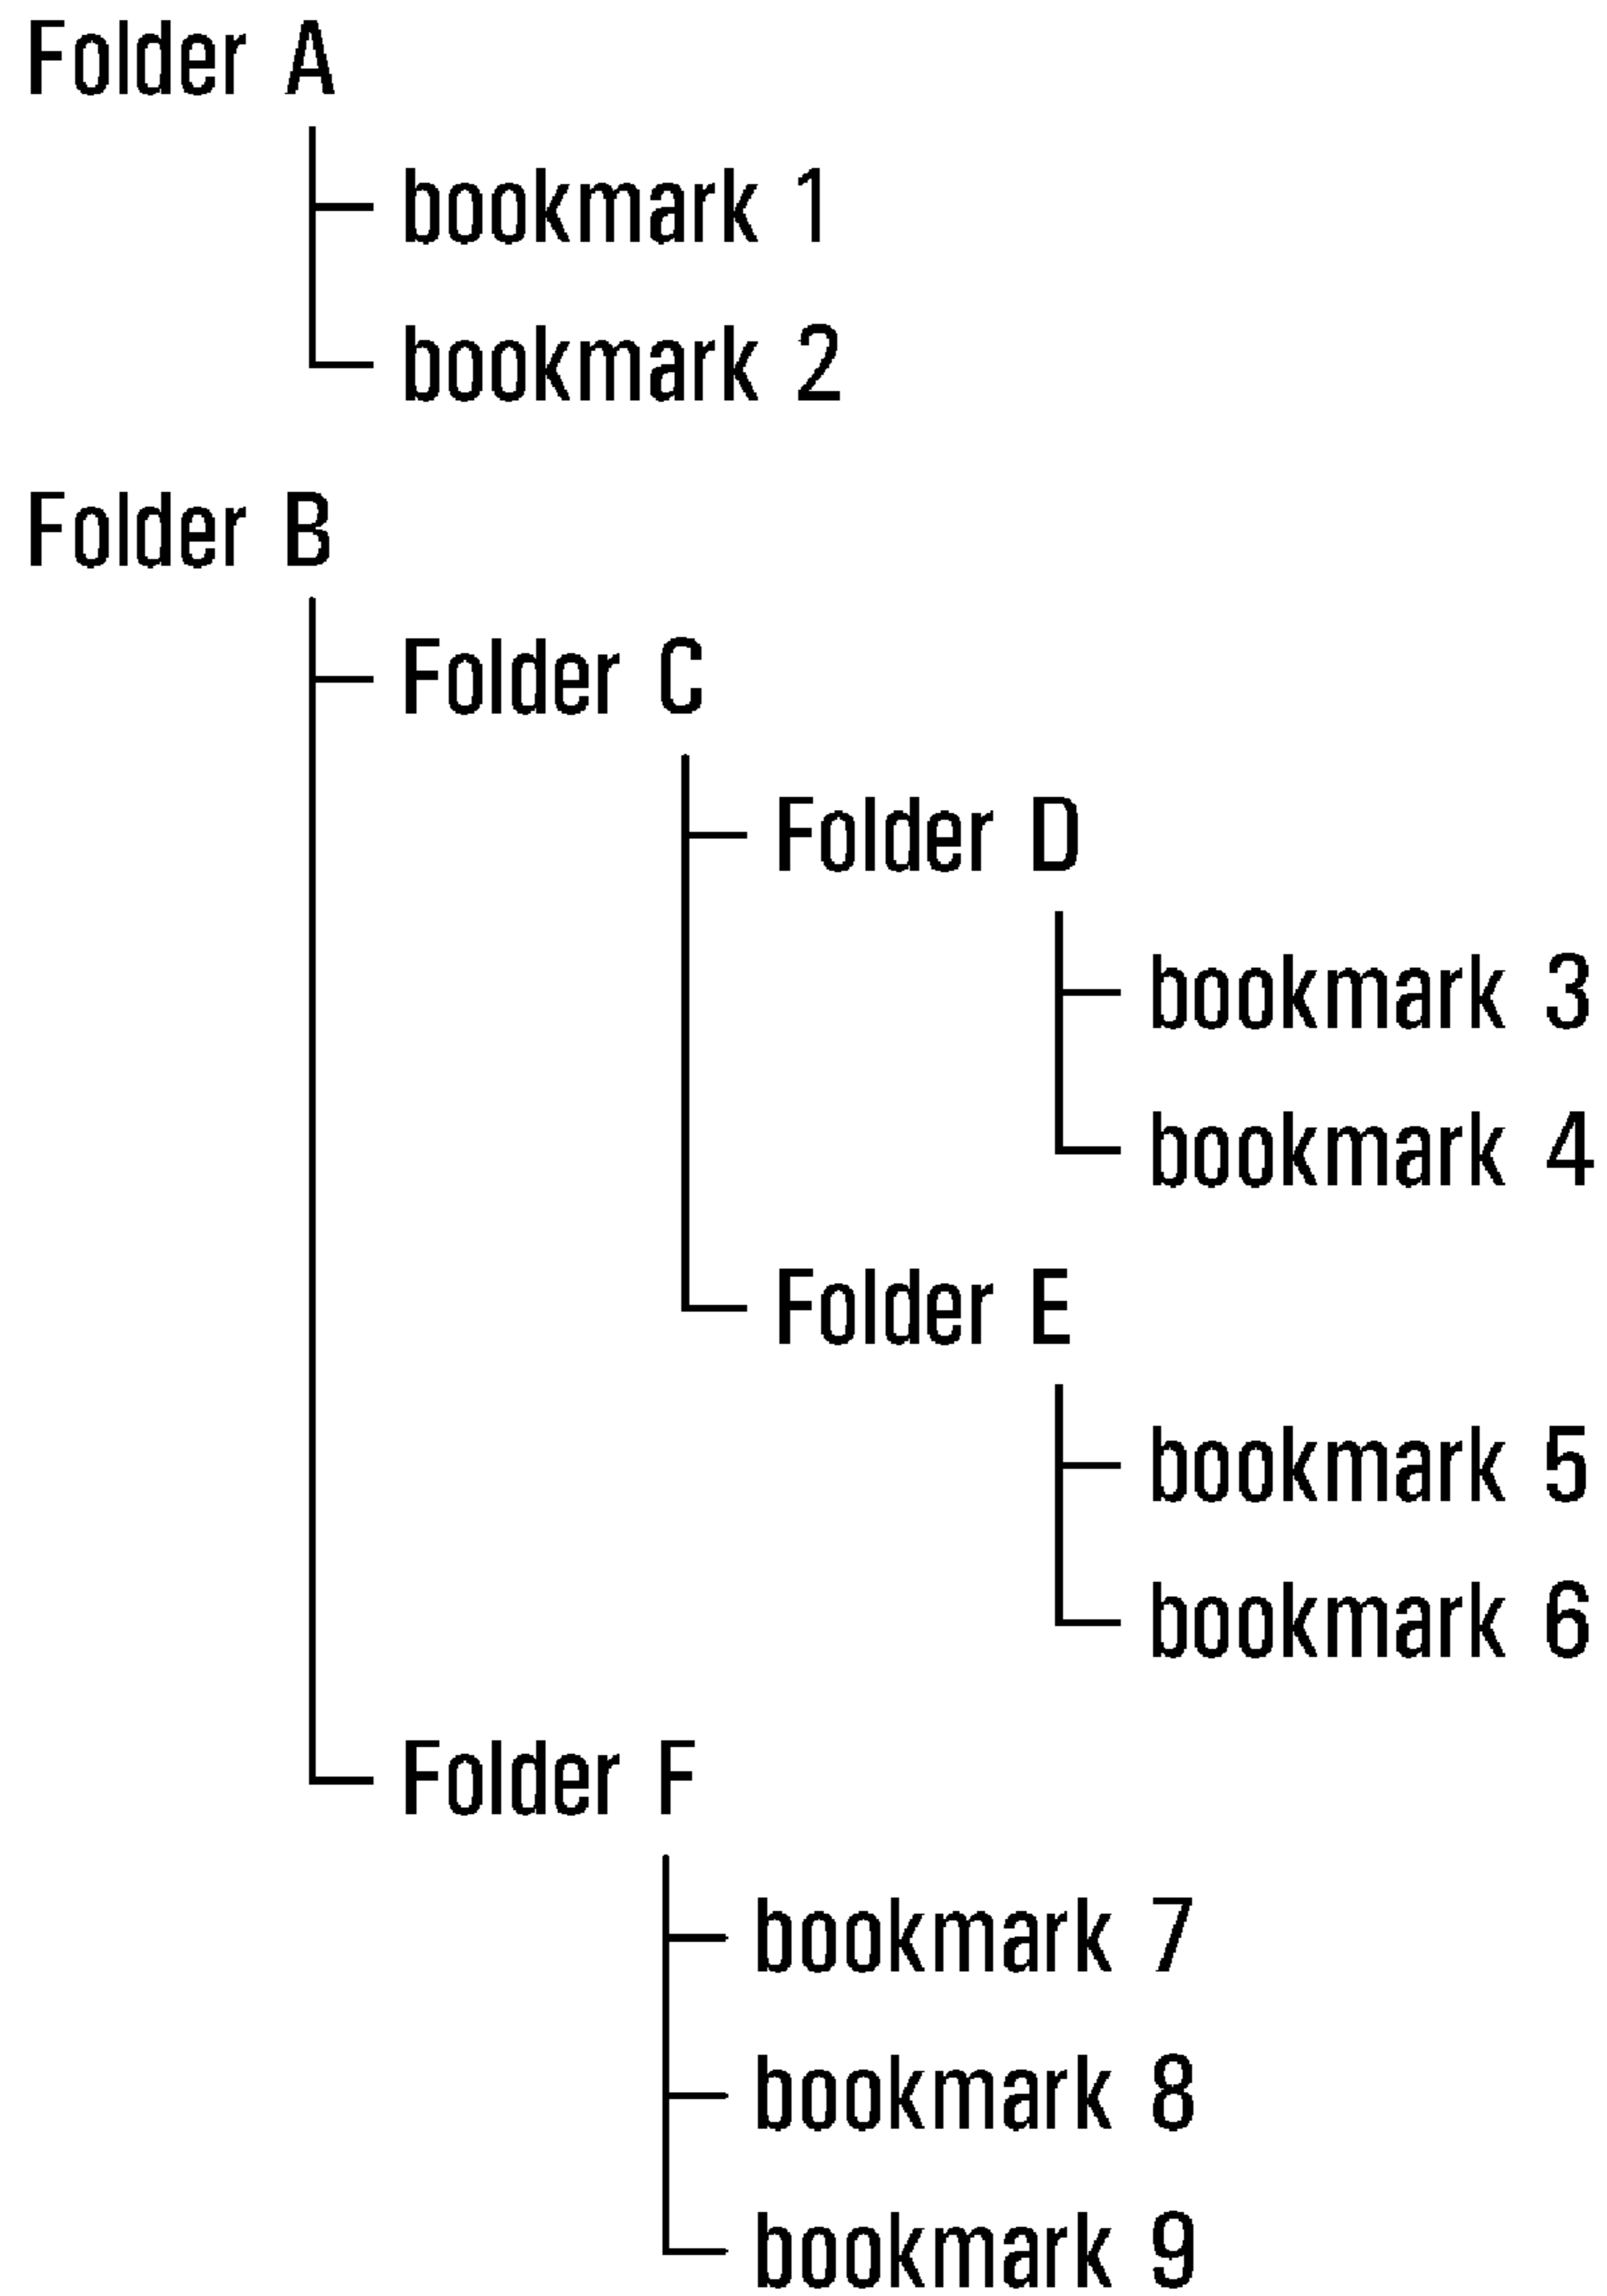 Folder A
bookmark 1
bookmark 2
Folder B
Folder C
Folder D
bookmark 3
bookmark 4
Folder E
bookmark 5
bookmark 6
Folder F
bookmark 7
bookmark 8
bookmark 9